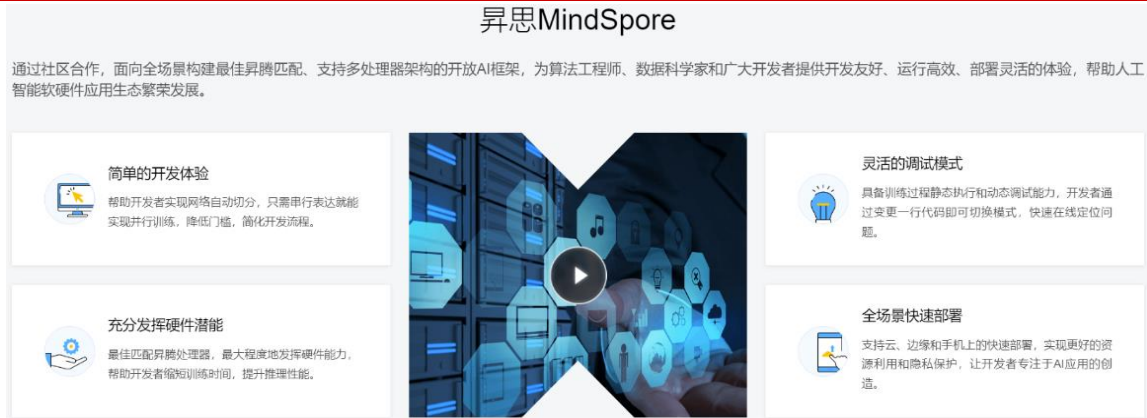 昇思MindSpore
通过社区合作，面向全场景构建最佳昇腾匹配、支持多处理器架构的开放AI框架，为算法工程师、数据科学家和广大开发者提供开发友好、运行高效、部署灵活的体验，帮助人工
智能软硬件应用生态繁荣发展。
简单的开发体验
帮助开发者实现网络自动切分，只需串行表达就能
实现并行训练，降低门槛，简化开发流程。
灵活的调试模式
具备训练过程静态执行和动态调试能力，开发者通
过变更一行代码即可切换模式，快速在线定位问
题。
充分发挥硬件潜能
最佳匹配昇腾处理器，最大程度地发挥硬件能力，
帮助开发者缩短训练时间，提升推理性能。
全场景快速部署
支持云、边缘和手机上的快速部署，实现更好的资
源利用和隐私保护，让开发者专注于AI应用的创
造。